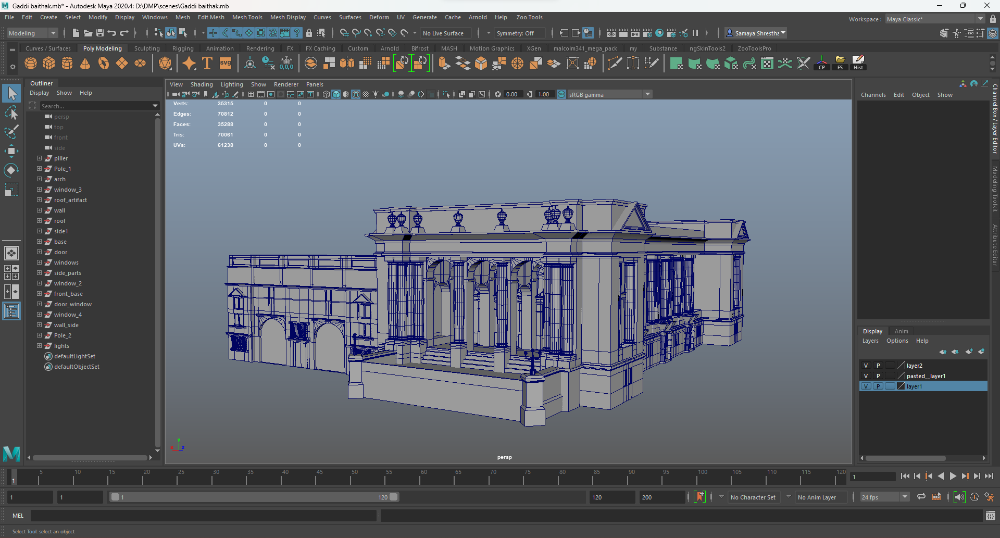 Gaddi baithak.mb* - Autodesk Maya 2020.4: D:\DMP\scenes\Gaddi baithak.mb
File Edit Create Select Modify Display Windows Mesh Edit Mesh Mesh Tools Mesh Display Curves Surfaces Deform UV Generate Cache Arnold Help Zoo Tools
Workspace : Maya Classic*
Modeling
No Live Surface
Symmetry: Off
Samaya Shrestha
Curves / Surfaces Poly Modeling Sculpting Rigging Animation Rendering FX FX Caching Custom Arnold Bifrost MASH Motion Graphics XGen malcolm341_mega_pack my Substance ngSkinTools2 ZooToolsPro
T svg 0,0,0 CP ES Hist
Outliner
Display Show Help
Search...
persp
top
front
side
piller
Pole_1
arch
window_3
roof_artifact
wall
roof
side1
base
door
windows
side_parts
window_2
front_base
door_window
window_4
wall_side
Pole_2
lights
defaultLightSet
defaultObjectSet
View Shading Lighting Show Renderer Panels
0.00 1.00 ON sRGB gamma
Verts: 35315 0 0
Edges: 70812 0 0
Faces: 35288 0 0
Tris: 70061 0 0
UVs: 61238 0 0
y
x z
persp
Channels Edit Object Show
Channel Box / Layer Editor
Modeling Toolkit
Attribute Editor
Display Anim
Layers Options Help
V P layer2
V P pasted__layer1
V P layer1
1 5 10 15 20 25 30 35 40 45 50 55 60 65 70 75 80 85 90 95 100 105 110 115 120
1
1 1 1 120 120 200
No Character Set
No Anim Layer
24 fps
MEL
Select Tool: select an object